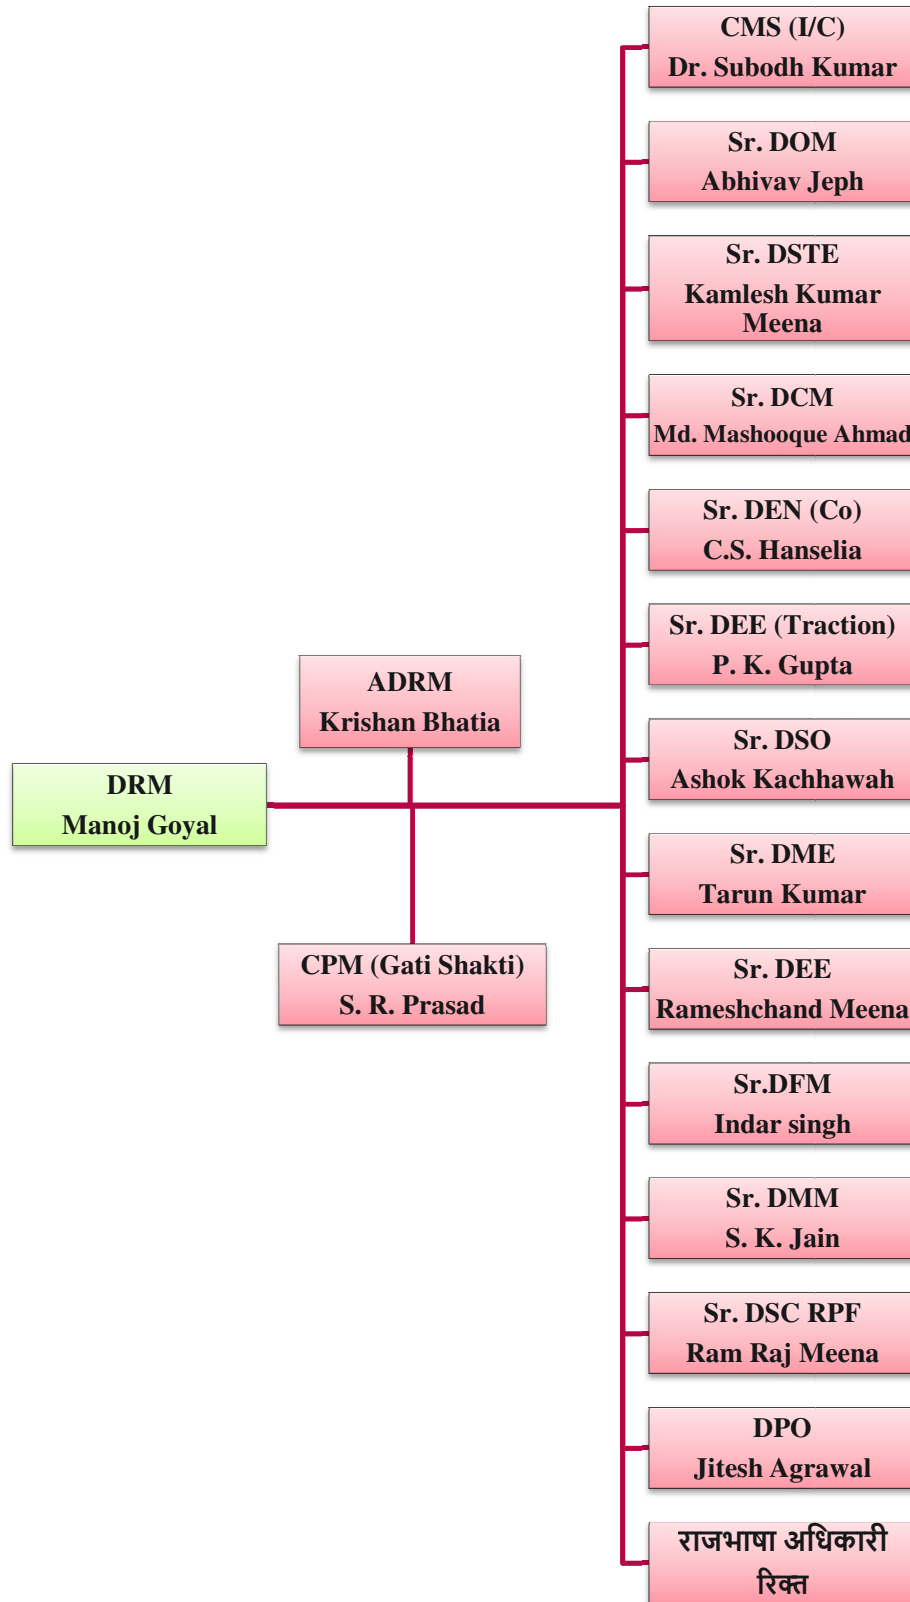 DRM
Manoj Goyal
ADRM
Krishan Bhatia
CPM (Gati Shakti)
S. R. Prasad
CMS (I/C)
Dr. Subodh Kumar
Sr. DOM
Abhivav Jeph
Sr. DSTE
Kamlesh Kumar
Meena
Sr. DCM
Md. Mashooque Ahmad
Sr. DEN (Co)
C.S. Hanselia
Sr. DEE (Traction)
P. K. Gupta
Sr. DSO
Ashok Kachhawah
Sr. DME
Tarun Kumar
Sr. DEE
Rameshchand Meena
Sr.DFM
Indar singh
Sr. DMM
S. K. Jain
Sr. DSC RPF
Ram Raj Meena
DPO
Jitesh Agrawal
राजभाषा अधिकारी
रिक्त